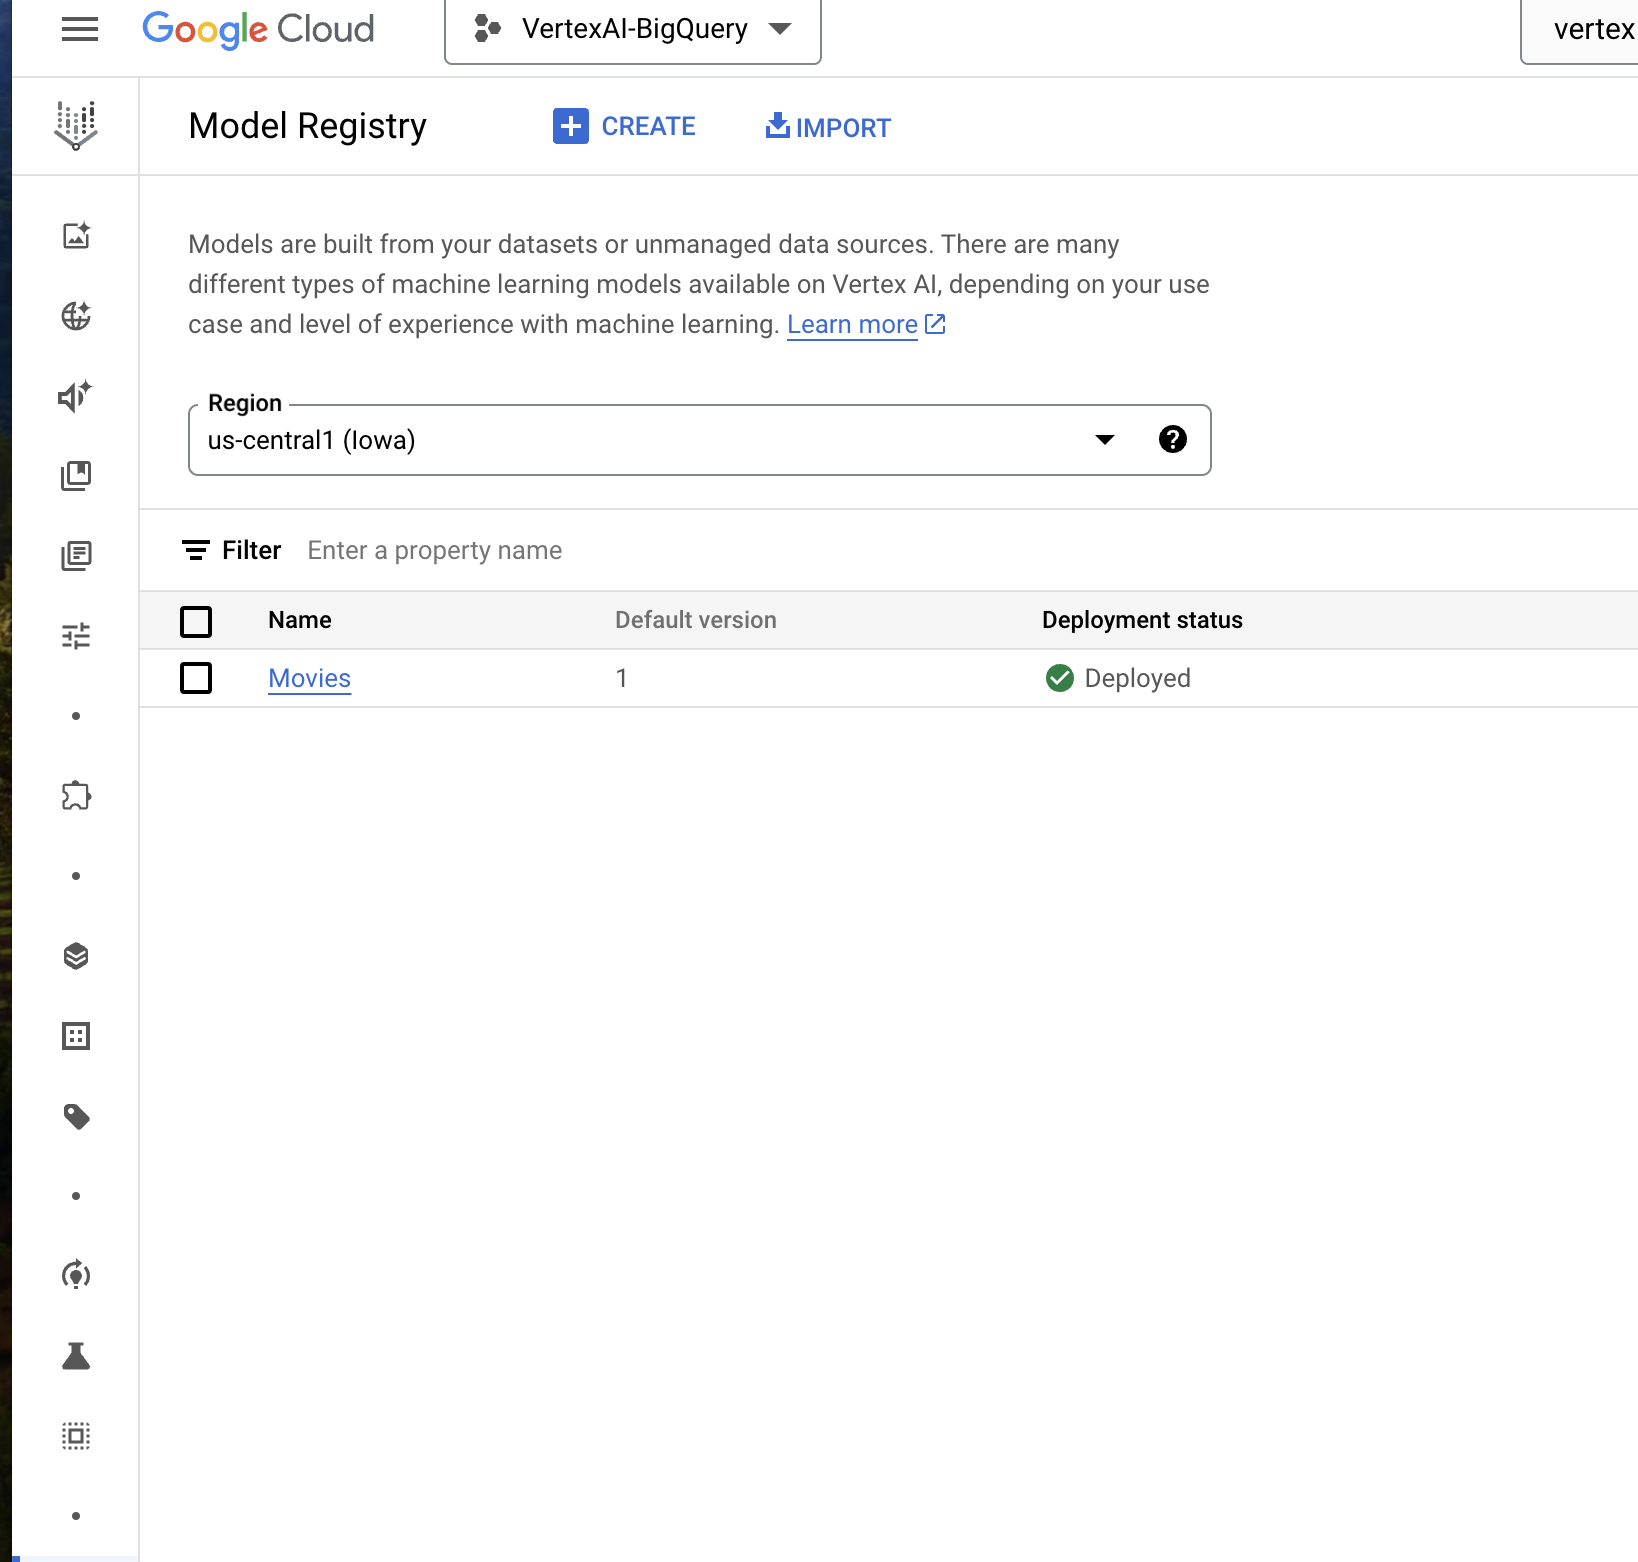 Google Cloud
VertexAI-BigQuery
vertex
Model Registry
CREATE
IMPORT
Models are built from your datasets or unmanaged data sources. There are many
different types of machine learning models available on Vertex AI, depending on your use
case and level of experience with machine learning. Learn more
Region
us-central1 (Iowa)
Filter Enter a property name
Name Default version Deployment status
Movies 1 Deployed